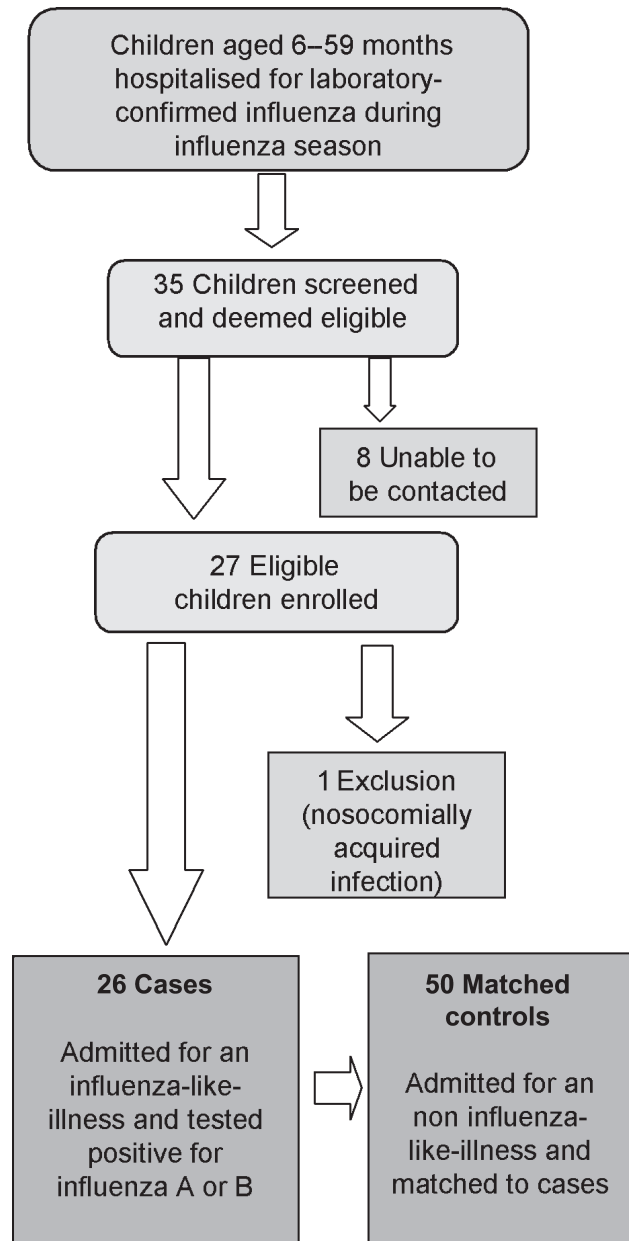 Children aged 6–59 months
hospitalised for laboratory-
confirmed influenza during
influenza season
35 Children screened
and deemed eligible
8 Unable to
be contacted
27 Eligible
children enrolled
1 Exclusion
(nosocomially
acquired
infection)
26 Cases
Admitted for an
influenza-like-
illness and tested
positive for
influenza A or B
50 Matched
controls
Admitted for an
non influenza-
like-illness and
matched to cases